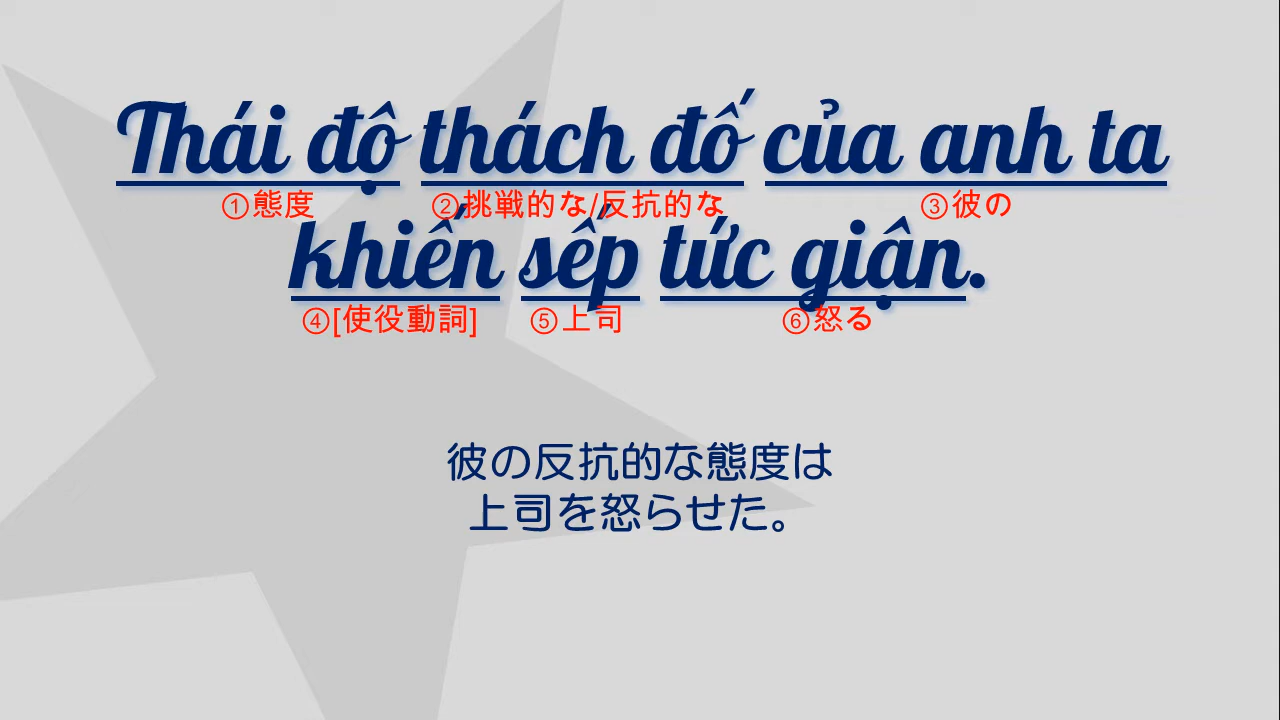 Thái độ thách đố của anh ta
①態度 ②挑戦的な/反抗的な ③彼の
khiến sếp tức giận.
④[使役動詞] ⑤上司 ⑥怒る
彼の反抗的な態度は
上司を怒らせた。